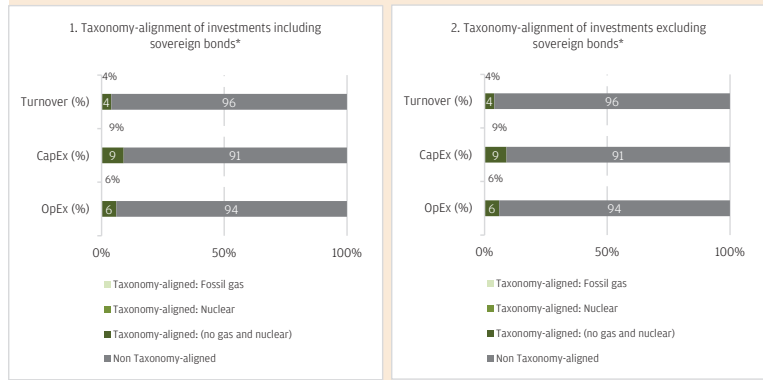 1. Taxonomy-alignment of investments including
sovereign bonds*
4%
Turnover (%) 4 96
9%
CapEx (%) 9 91
6%
OpEx (%) 6 94
0% 50% 100%
Taxonomy-aligned: Fossil gas
Taxonomy-aligned: Nuclear
Taxonomy-aligned: (no gas and nuclear)
Non Taxonomy-aligned
2. Taxonomy-alignment of investments excluding
sovereign bonds*
4%
Turnover (%) 4 96
9%
CapEx (%) 9 91
6%
OpEx (%) 6 94
0% 50% 100%
Taxonomy-aligned: Fossil gas
Taxonomy-aligned: Nuclear
Taxonomy-aligned: (no gas and nuclear)
Non Taxonomy-aligned